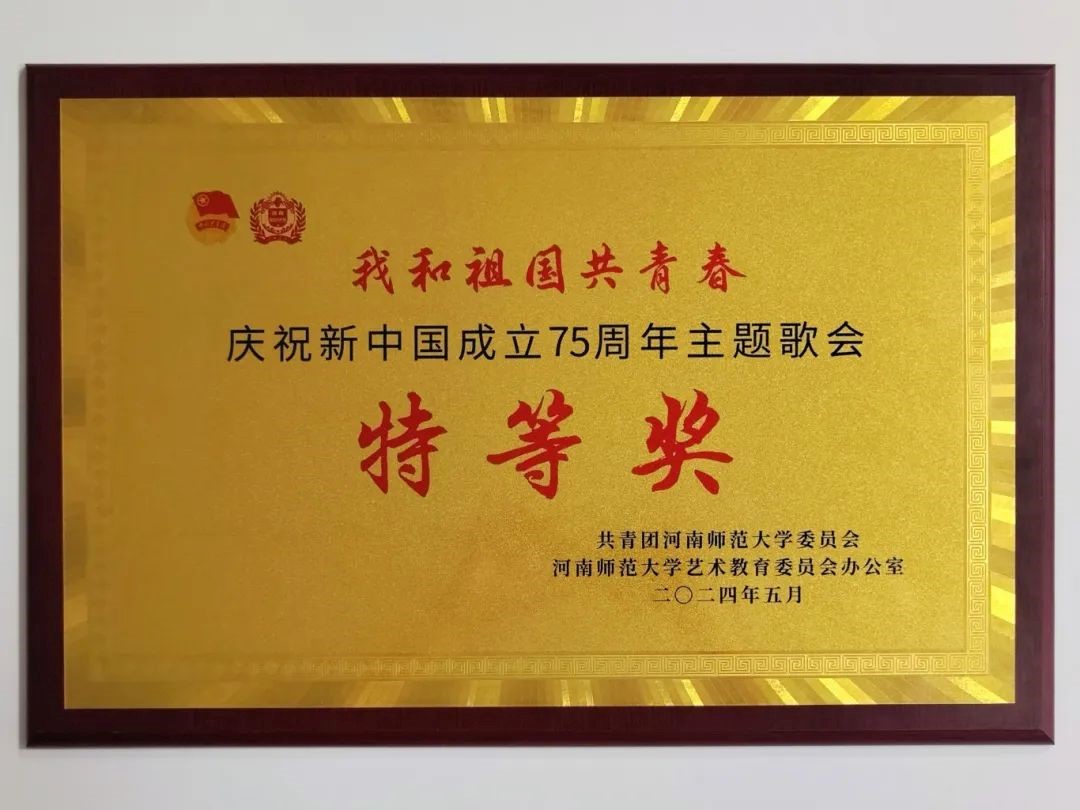 我和祖国共青春
庆祝新中国成立75周年主题歌会
特等奖
共青团河南师范大学委员会
河南师范大学艺术教育委员会办公室
二〇二四年五月